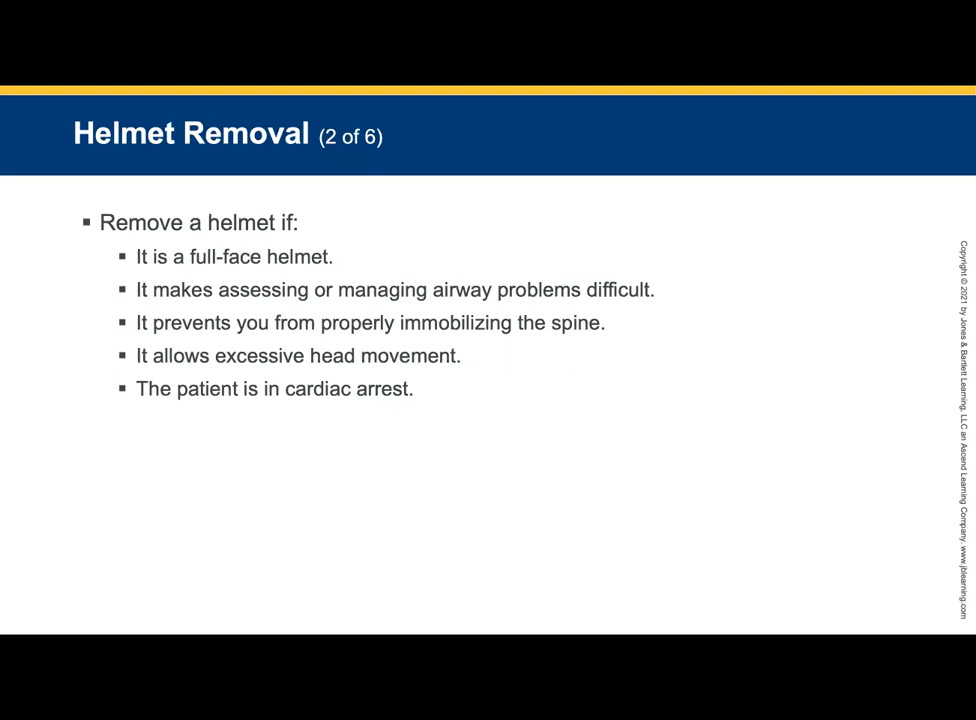 Helmet Removal (2 of 6)
▪ Remove a helmet if:
▪ It is a full-face helmet.
▪ It makes assessing or managing airway problems difficult.
▪ It prevents you from properly immobilizing the spine.
▪ It allows excessive head movement.
▪ The patient is in cardiac arrest.
Copyright © 2021 by Jones & Bartlett Learning, LLC an Ascend Learning Company. www.jblearning.com